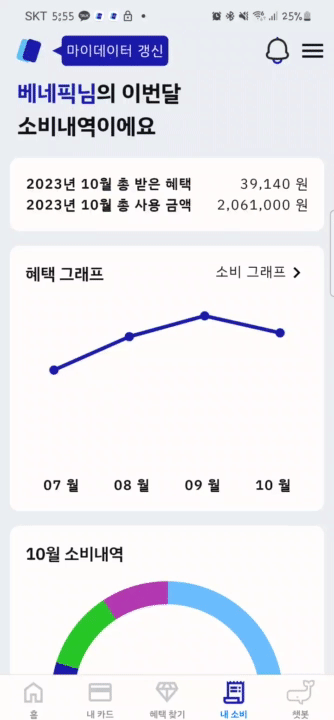 SKT 5:55 25%
마이데이터 갱신
베네픽님의 이번달
소비내역이에요
2023년 10월 총 받은 혜택 39,140 원
2023년 10월 총 사용 금액 2,061,000 원
혜택 그래프 소비 그래프
07 월 08 월 09 월 10 월
10월 소비내역
홈 내 카드 혜택 찾기 내 소비 챗봇